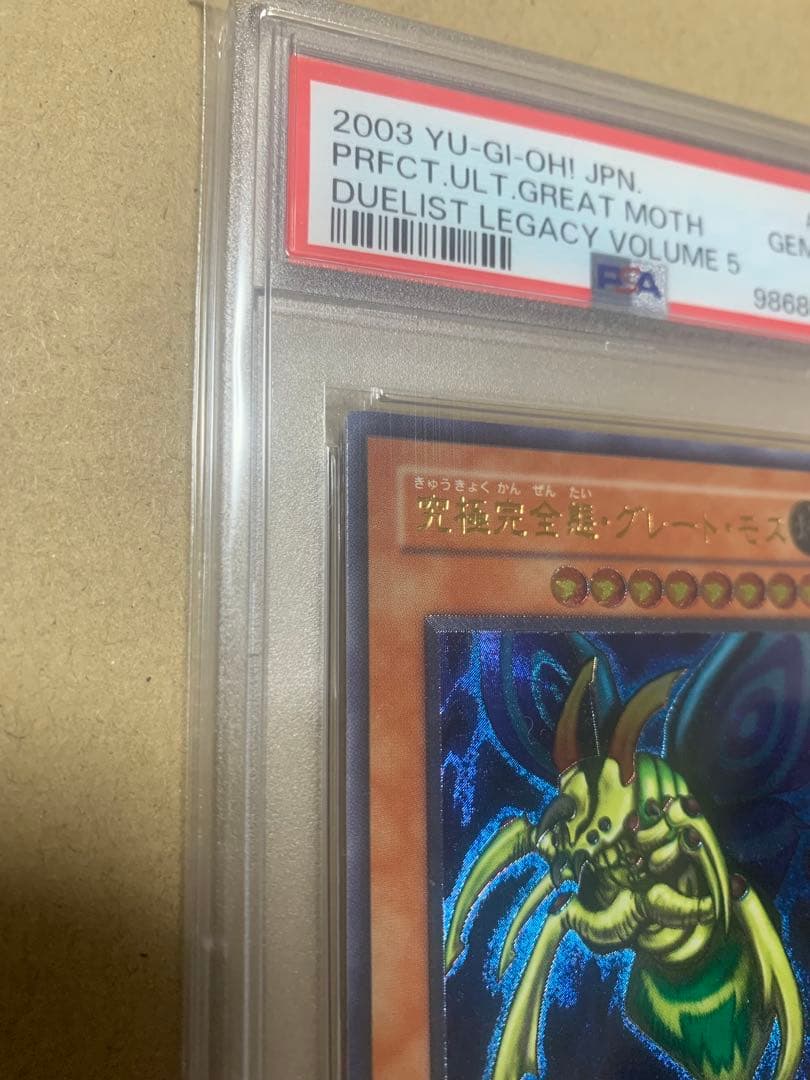 2003 YU-GI-OH! JPN.
PRFCT.ULT.GREAT MOTH
GEN
DUELIST LEGACY VOLUME 5
PSA
9868
きゅうきょく かん ぜん たい
究極完全態・グレート・モス